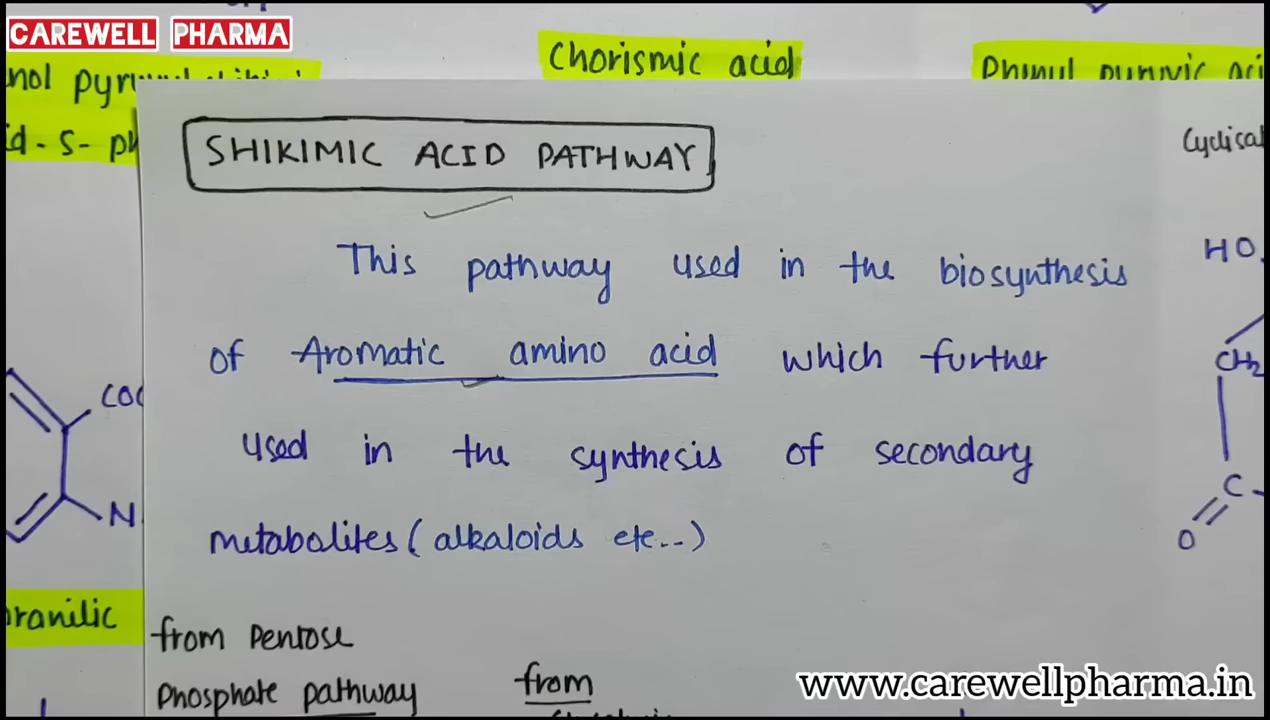 CAREWELL PHARMA
Chorismic acid
SHIKIMIC ACID PATHWAY
This pathway used in the biosynthesis
of Aromatic amino acid which further
used in the synthesis of secondary
metabolites (alkaloids etc...)
from Pentose
Phosphate pathway
from
HO
CH2
C
O
COO
N
www.carewellpharma.in